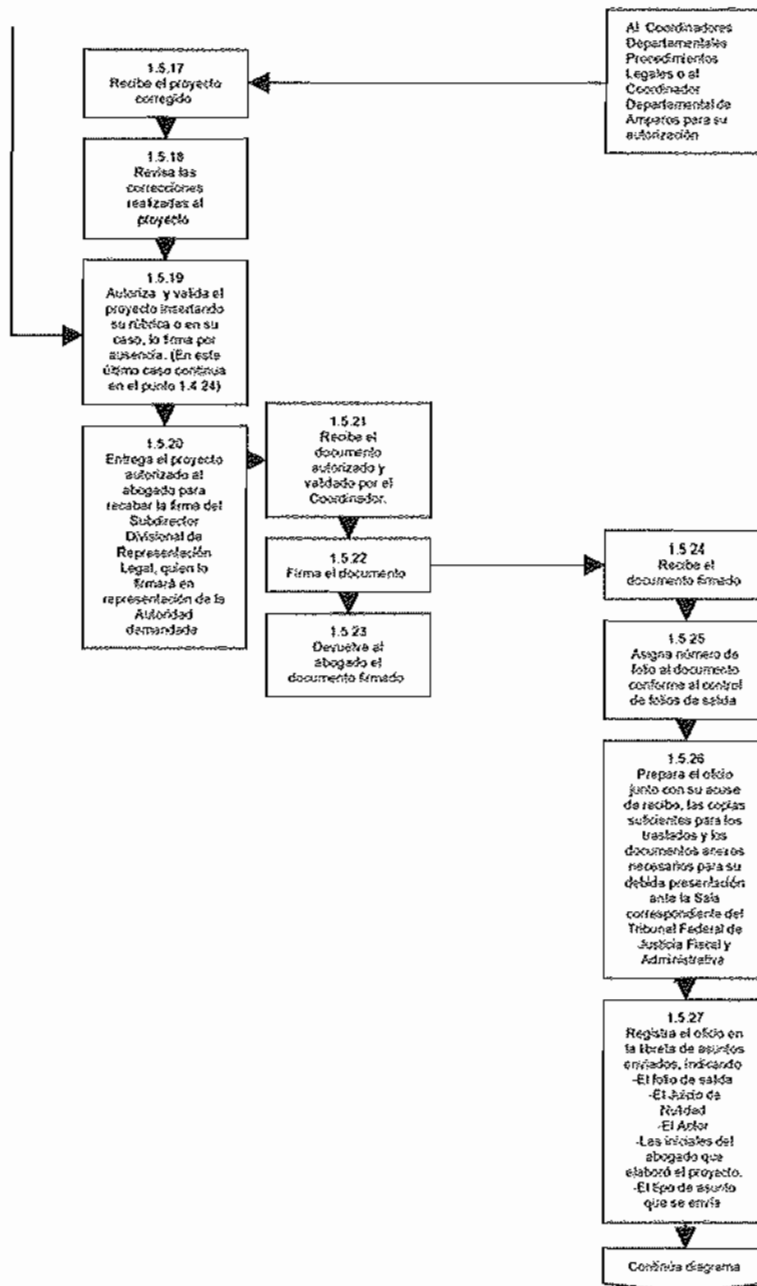 Al Coordinadores
Departamentales
Procedimientos
Legales o al
Coordinador
Departamental de
Amparos para su
autorización
1.5.17
Recibe el proyecto
corregido
1.5.18
Revisa las
correcciones
realizadas al
proyecto
1.5.19
Autoriza y valida el
proyecto insertando
su rúbrica o en su
caso, lo firma por
ausencia. (En este
último caso continua
en el punto 1.4.24)
1.5.20
Entrega el proyecto
autorizado al
abogado para
recabar la firma del
Subdirector
Divisional de
Representación
Legal, quien lo
firmará en
representación de la
Autoridad
demandada
1.5.21
Recibe el
documento
autorizado y
validado por el
Coordinador.
1.5.22
Firma el documento
1.5.23
Devuelve al
abogado el
documento firmado
1.5.24
Recibe el
documento firmado
1.5.25
Asigna número de
folio al documento
conforme al control
de folios de salida
1.5.26
Prepara el oficio
junto con su acuse
de recibo, las copias
suficientes para los
traslados y los
documentos anexos
necesarios para su
debida presentación
ante la Sala
correspondiente del
Tribunal Federal de
Justicia Fiscal y
Administrativa
1.5.27
Registra el oficio en
la libreta de asuntos
enviados, indicando
-El folio de salida
-El Juicio de
Nulidad
-El Actor
-Las iniciales del
abogado que
elaboró el proyecto.
-El tipo de asunto
que se envía
Continúa diagrama